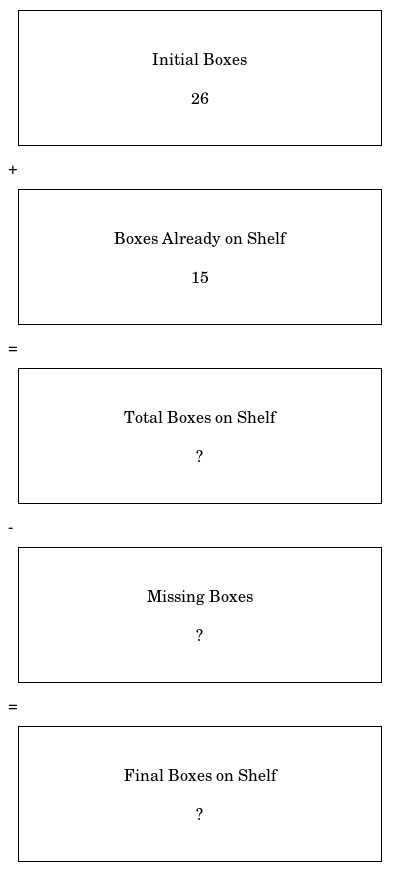 Initial Boxes
26
+
Boxes Already on Shelf
15
=
Total Boxes on Shelf
?
-
Missing Boxes
?
=
Final Boxes on Shelf
?